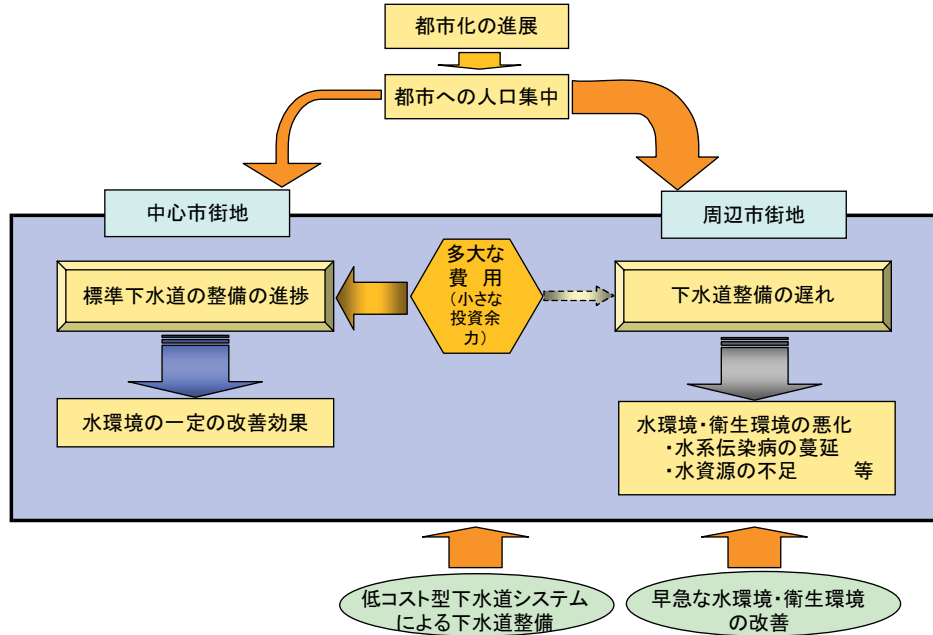 都市化の進展
都市への人口集中
中心市街地
周辺市街地
多大な
費 用
（小さな
投資余
力）
標準下水道の整備の進捗
下水道整備の遅れ
水環境の一定の改善効果
水環境・衛生環境の悪化
・水系伝染病の蔓延
・水資源の不足 等
低コスト型下水道システム
による下水道整備
早急な水環境・衛生環境
の改善